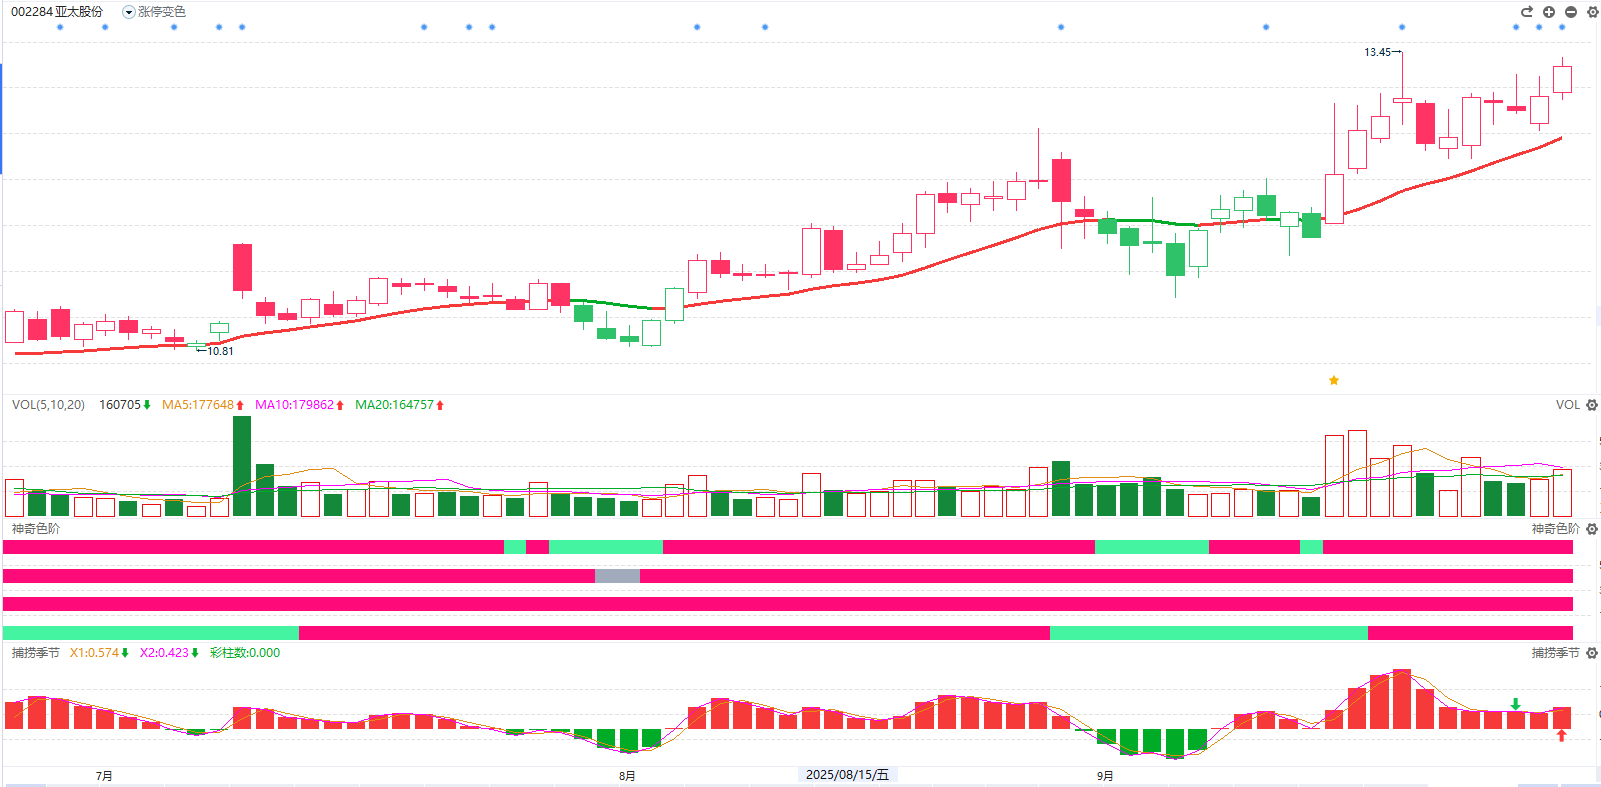 002284 亚太股份 涨停变色
13.45→
←10.81
VOL(5,10,20) 160705 MA5:177648 MA10:179862 MA20:164757 VOL
神奇色阶 神奇色阶
捕捞季节 X1:0.574 X2:0.423 彩柱数:0.000 捕捞季节
7月 8月 2025/08/15/五 9月